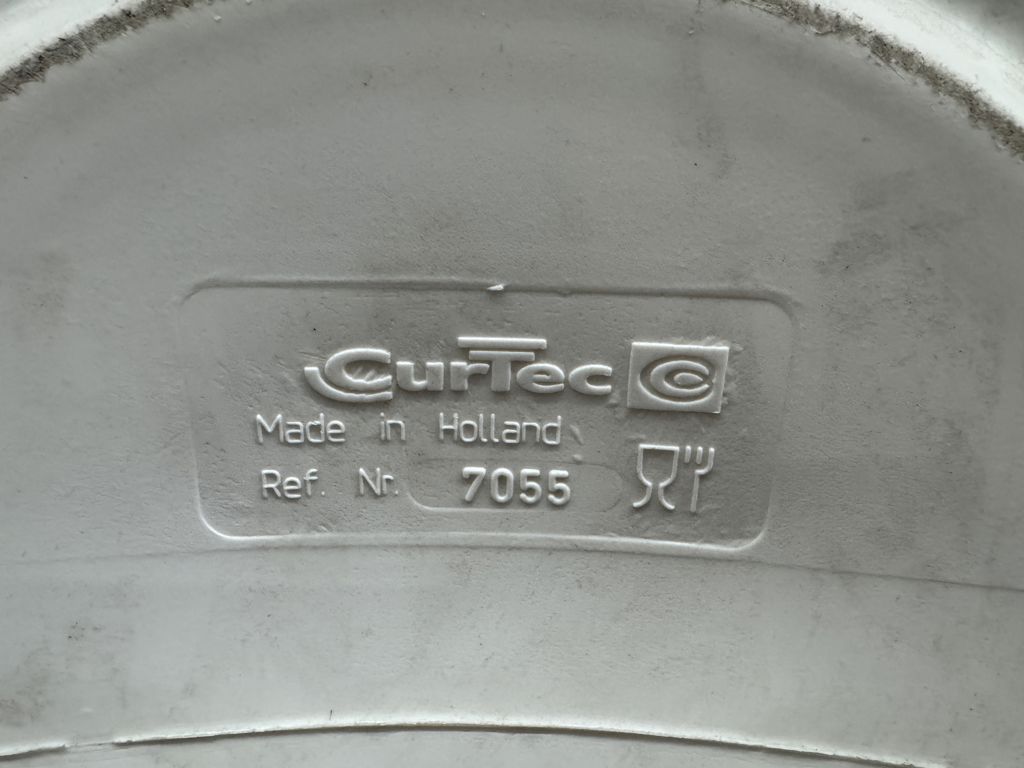 CurTec
Made in Holland
Ref. Nr. 7055